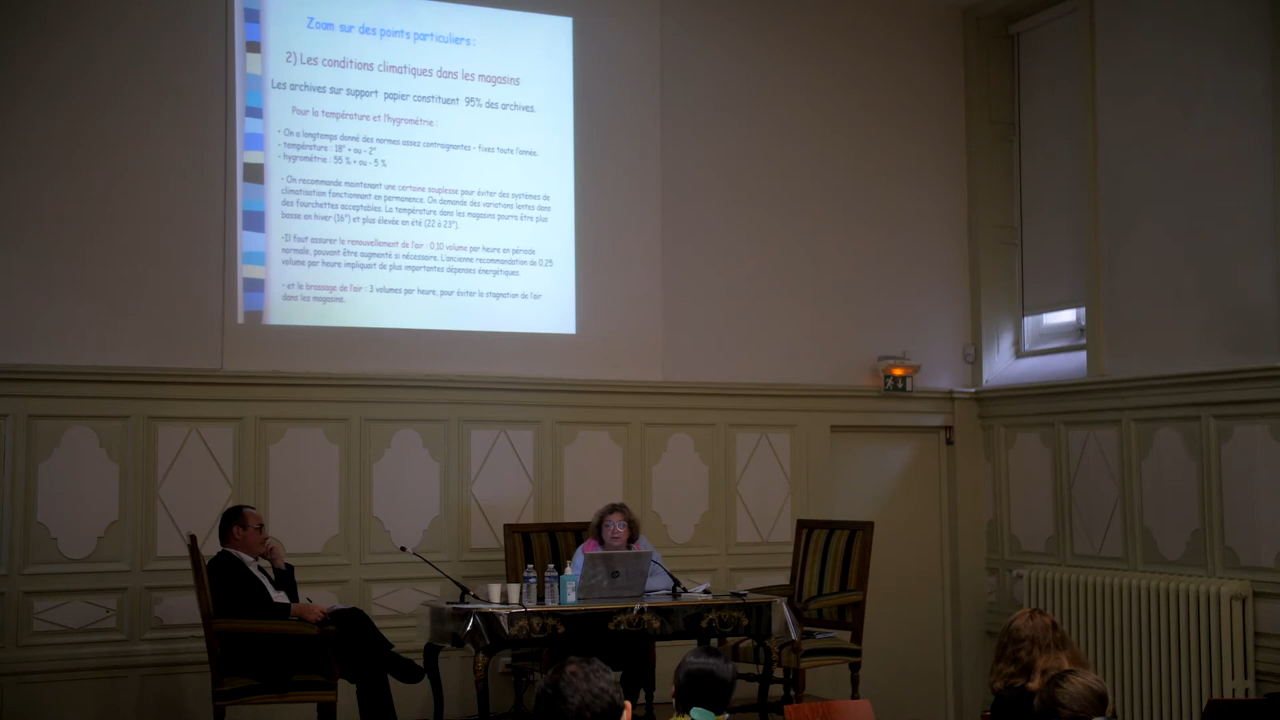 Zoam sur des points particuliers :
2) Les conditions climatiques dans les magasins
Les archives sur support papier constituent 95% des archives.
Pour la température et l'hygrométrie :
- On a longtemps donné des normes assez contraignantes - fixes toute l'année.
- température : 18° + ou - 2°
- hygrométrie : 55 % + ou - 5 %
- On recommande maintenant une certaine souplesse pour éviter des systèmes de
climatisation fonctionnant en permanence. On demande des variations lentes dans
des fourchettes acceptables. La température dans les magasins pourra être plus
basse en hiver (16°) et plus élevée en été (22 à 23°).
-Il faut assurer le renouvellement de l'air : 0,10 volume par heure en période
normale, pouvant être augmenté si nécessaire. L'ancienne recommandation de 0,25
volume par heure impliquait de plus importantes dépenses énergétiques.
- et le brassage de l'air : 3 volumes par heure, pour éviter la stagnation de l'air
dans les magasins.